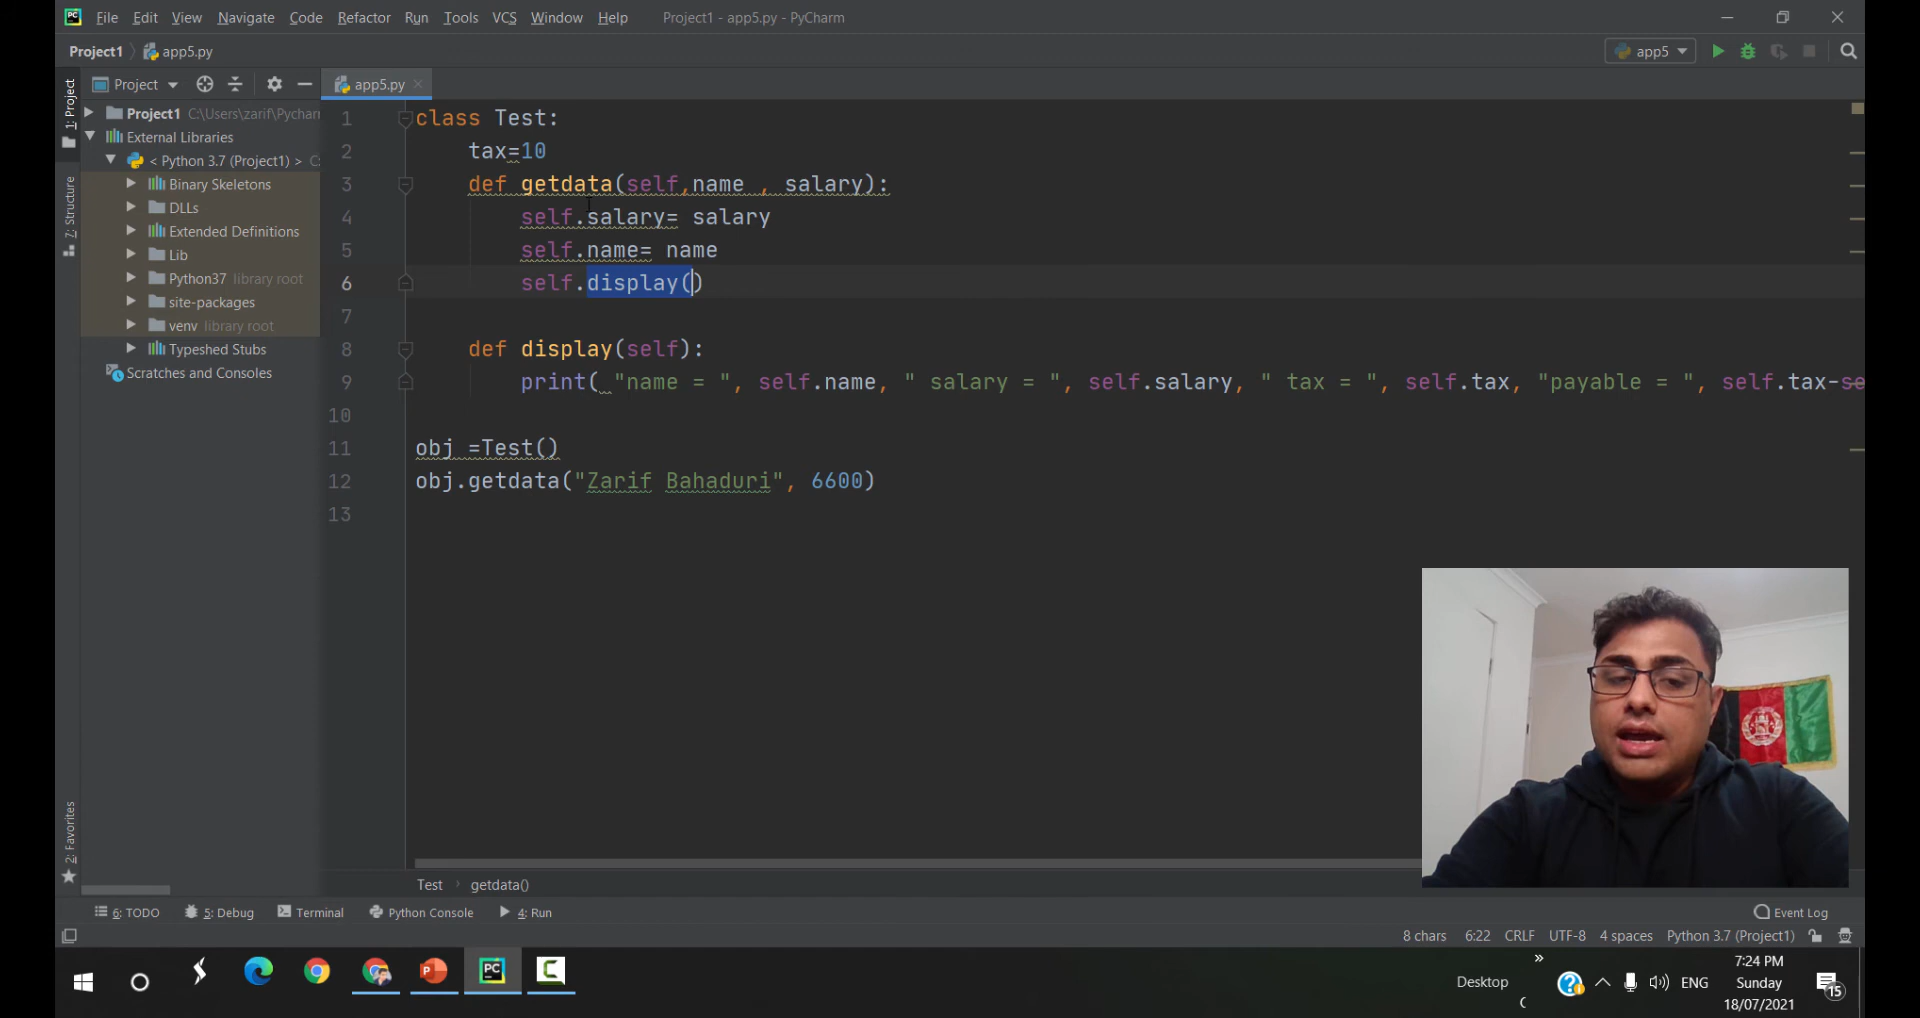 File Edit View Navigate Code Refactor Run Tools VCS Window Help Project1 - app5.py - PyCharm
Project1 app5.py app5
Project app5.py
1: Project
7: Structure
2: Favorites
Project1 C:\Users\zarif\Pycharm
External Libraries
< Python 3.7 (Project1) >
Binary Skeletons
DLLs
Extended Definitions
Lib
Python37 library root
site-packages
venv library root
Typeshed Stubs
Scratches and Consoles
1 class Test:
2 tax=10
3 def getdata(self,name , salary):
4 self.salary= salary
5 self.name= name
6 self.display()
7
8 def display(self):
9 print( "name = ", self.name, " salary = ", self.salary, " tax = ", self.tax, "payable = ", self.tax-se
10
11 obj =Test()
12 obj.getdata("Zarif Bahaduri", 6600)
13
Test getdata()
6: TODO 5: Debug Terminal Python Console 4: Run Event Log
8 chars 6:22 CRLF UTF-8 4 spaces Python 3.7 (Project1)
Desktop ENG
7:24 PM
Sunday
18/07/2021
15